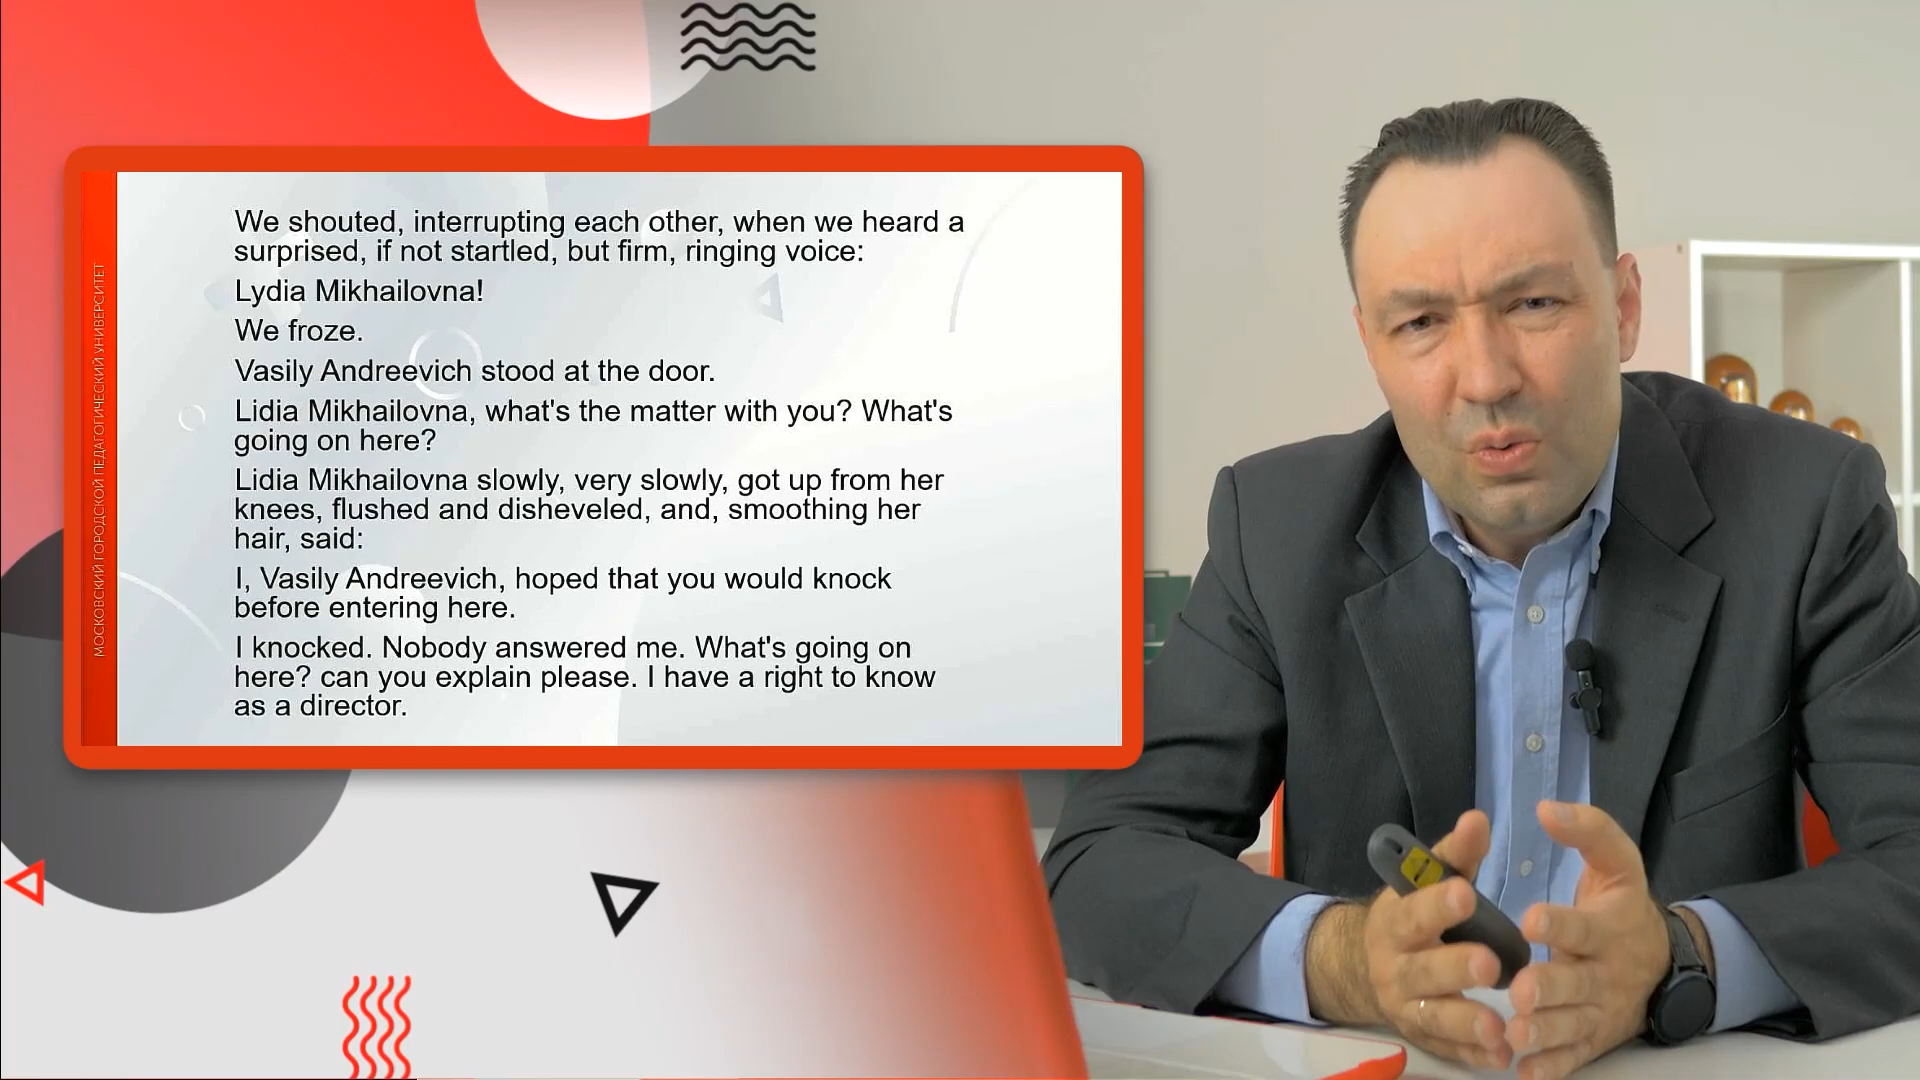 We shouted, interrupting each other, when we heard a
surprised, if not startled, but firm, ringing voice:
Lydia Mikhailovna!
We froze.
Vasily Andreevich stood at the door.
Lidia Mikhailovna, what's the matter with you? What's
going on here?
Lidia Mikhailovna slowly, very slowly, got up from her
knees, flushed and disheveled, and, smoothing her
hair, said:
I, Vasily Andreevich, hoped that you would knock
before entering here.
I knocked. Nobody answered me. What's going on
here? can you explain please. I have a right to know
as a director.
МОСКОВСКИЙ ГОРОДСКОЙ ПЕДАГОГИЧЕСКИЙ УНИВЕРСИТЕТ